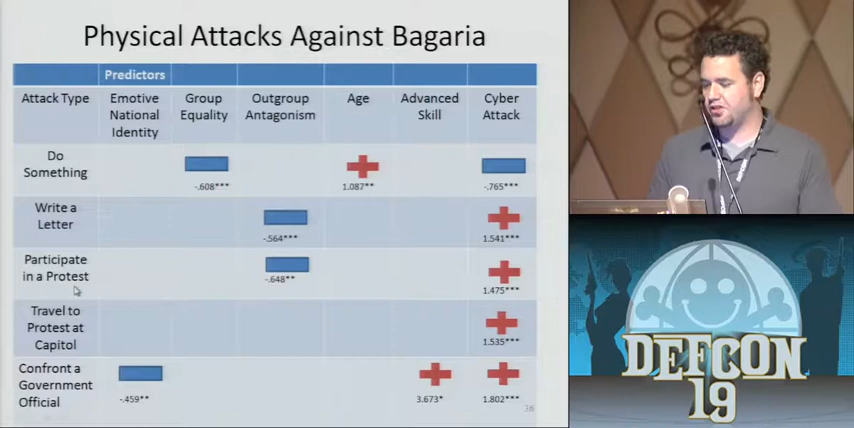 Physical Attacks Against Bagaria
Predictors
Attack Type
Emotive National Identity
Group Equality
Outgroup Antagonism
Age
Advanced Skill
Cyber Attack
Do Something
-.608***
1.087**
-.765***
Write a Letter
-.564***
1.541***
Participate in a Protest
-.648**
1.475***
Travel to Protest at Capitol
1.535***
Confront a Government Official
-.459**
3.673*
1.802***
36
DEFCON
19